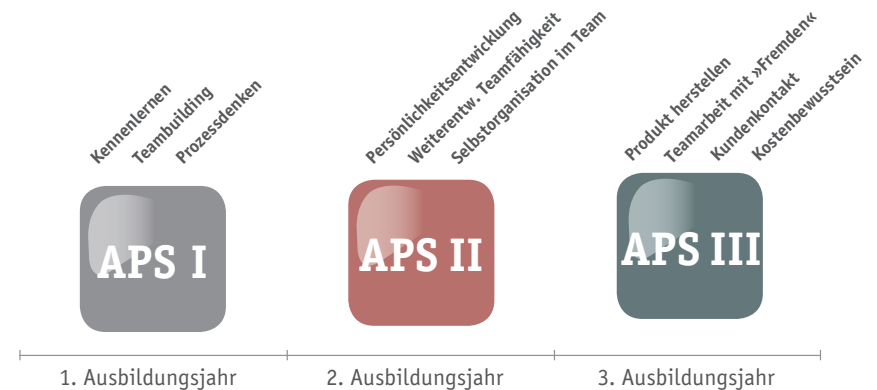 Kennenlernen
Teambuilding
Prozessdenken
Persönlichkeitsentwicklung
Weiterentw. Teamfähigkeit
Selbstorganisation im Team
Produkt herstellen
Teamarbeit mit »Fremden«
Kundenkontakt
Kostenbewusstsein
APS I
APS II
APS III
1. Ausbildungsjahr
2. Ausbildungsjahr
3. Ausbildungsjahr